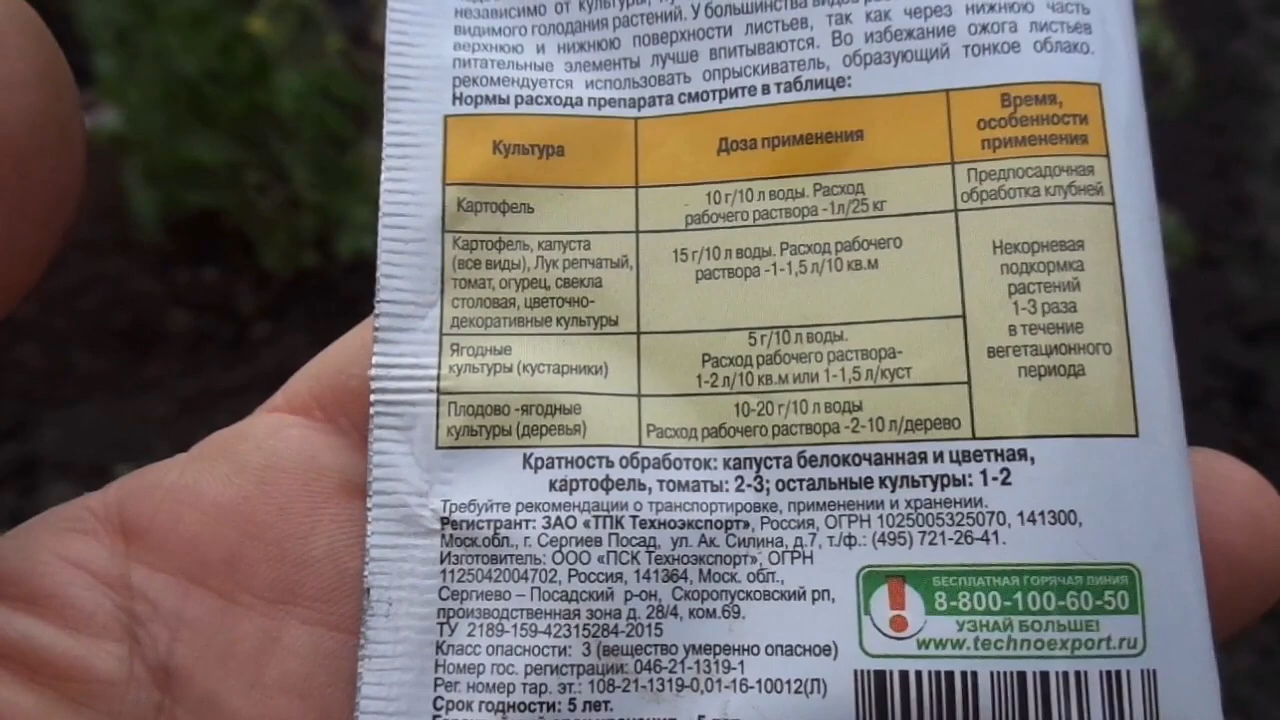 независимо от культуры,
видимого голодания растений. У большинства видов
верхнюю и нижнюю поверхности листьев, так как через нижнюю часть
питательные элементы лучше впитываются. Во избежание ожога листьев
рекомендуется использовать опрыскиватель, образующий тонкое облако.
Нормы расхода препарата смотрите в таблице:
Культура
Доза применения
Время,
особенности
применения
Картофель
10 г/10 л воды. Расход
рабочего раствора -1л/25 кг
Предпосадочная
обработка клубней
Картофель, капуста
(все виды), Лук репчатый,
томат, огурец, свекла
столовая, цветочно-
декоративные культуры
15 г/10 л воды. Расход рабочего
раствора -1-1,5 л/10 кв.м
Некорневая
подкормка
растений
1-3 раза
в течение
вегетационного
периода
Ягодные
культуры (кустарники)
5 г/10 л воды.
Расход рабочего раствора-
1-2 л/10 кв.м или 1-1,5 л/куст
Плодово -ягодные
культуры (деревья)
10-20 г/10 л воды
Расход рабочего раствора -2-10 л/дерево
Кратность обработок: капуста белокочанная и цветная,
картофель, томаты: 2-3; остальные культуры: 1-2
Требуйте рекомендации о транспортировке, применении и хранении.
Регистрант: ЗАО «ТПК Техноэкспорт», Россия, ОГРН 1025005325070, 141300,
Моск.обл., г. Сергиев Посад, ул. Ак. Силина, д.7, т./ф.: (495) 721-26-41.
Изготовитель: ООО «ПСК Техноэкспорт», ОГРН
1125042004702, Россия, 141364, Моск. обл.,
Сергиево – Посадский р-он, Скоропусковский рп,
производственная зона д. 28/4, ком.69.
ТУ 2189-159-42315284-2015
Класс опасности: 3 (вещество умеренно опасное)
Номер гос. регистрации: 046-21-1319-1
Рег. номер тар. эт.: 108-21-1319-0,01-16-10012(Л)
Срок годности: 5 лет.
БЕСПЛАТНАЯ ГОРЯЧАЯ ЛИНИЯ
8-800-100-60-50
УЗНАЙ БОЛЬШЕ!
www.technoexport.ru